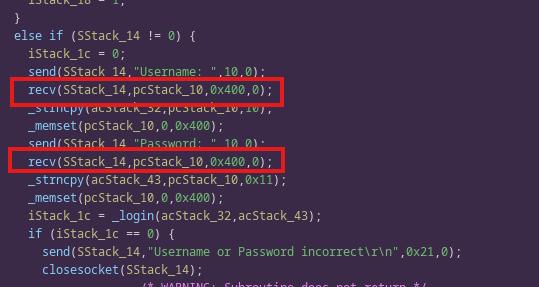 iStack_18 = 1;
}
else if (SStack_14 != 0) {
iStack_1c = 0;
send(SStack_14,"Username: ",10,0);
recv(SStack_14,pcStack_10,0x400,0);
_strncpy(acStack_32,pcStack_10,10);
_memset(pcStack_10,0,0x400);
send(SStack_14,"Password: ",10,0);
recv(SStack_14,pcStack_10,0x400,0);
_strncpy(acStack_43,pcStack_10,0x11);
_memset(pcStack_10,0,0x400);
iStack_1c = _login(acStack_32,acStack_43);
if (iStack_1c == 0) {
send(SStack_14,"Username or Password incorrect\r\n",0x21,0);
closesocket(SStack_14);
/* WARNING: Subroutine does not return */